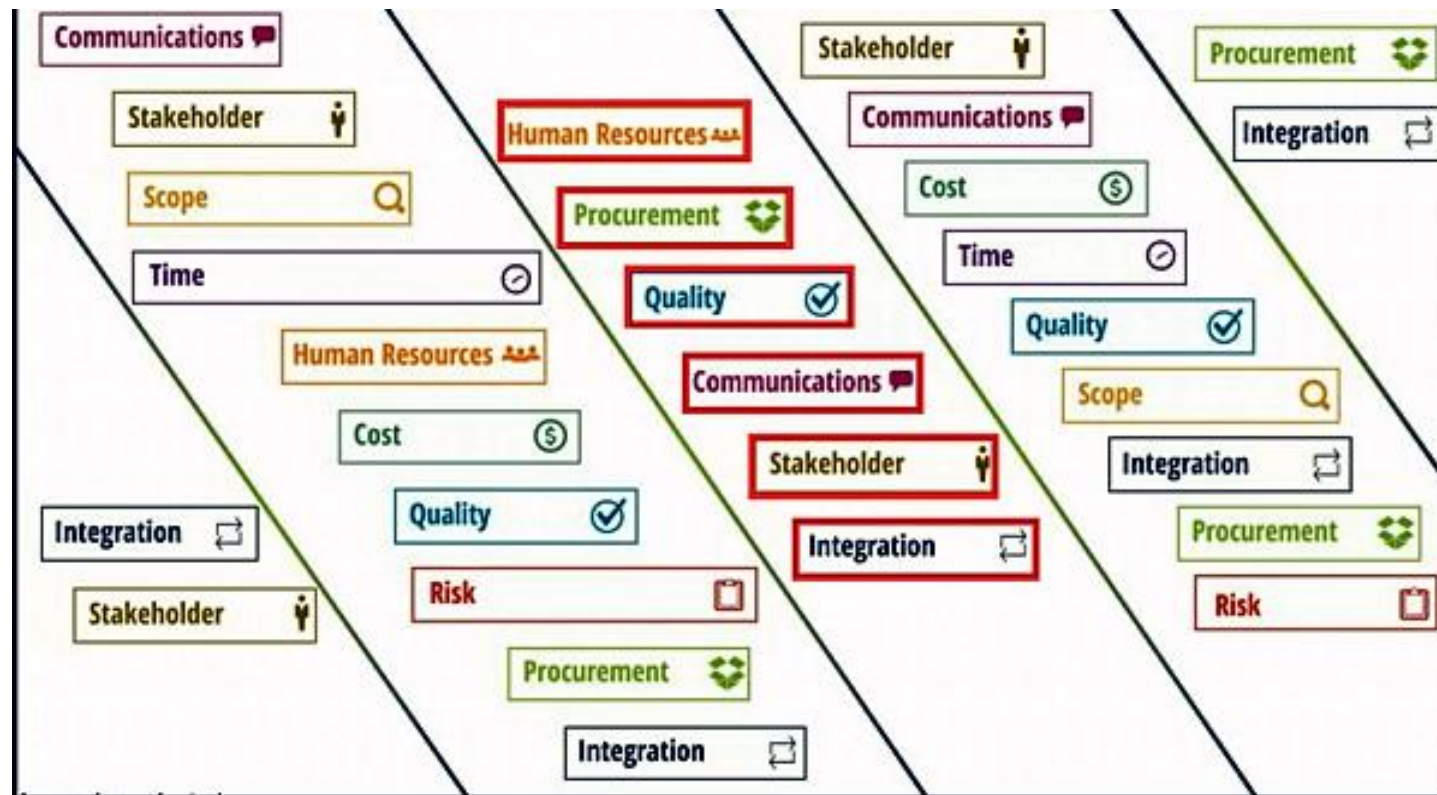 Communications
Stakeholder
Scope
Time
Human Resources
Cost
Quality
Risk
Procurement
Integration
Integration
Stakeholder
Human Resources
Procurement
Quality
Communications
Stakeholder
Integration
Stakeholder
Communications
Cost
Time
Quality
Scope
Integration
Procurement
Risk
Procurement
Integration